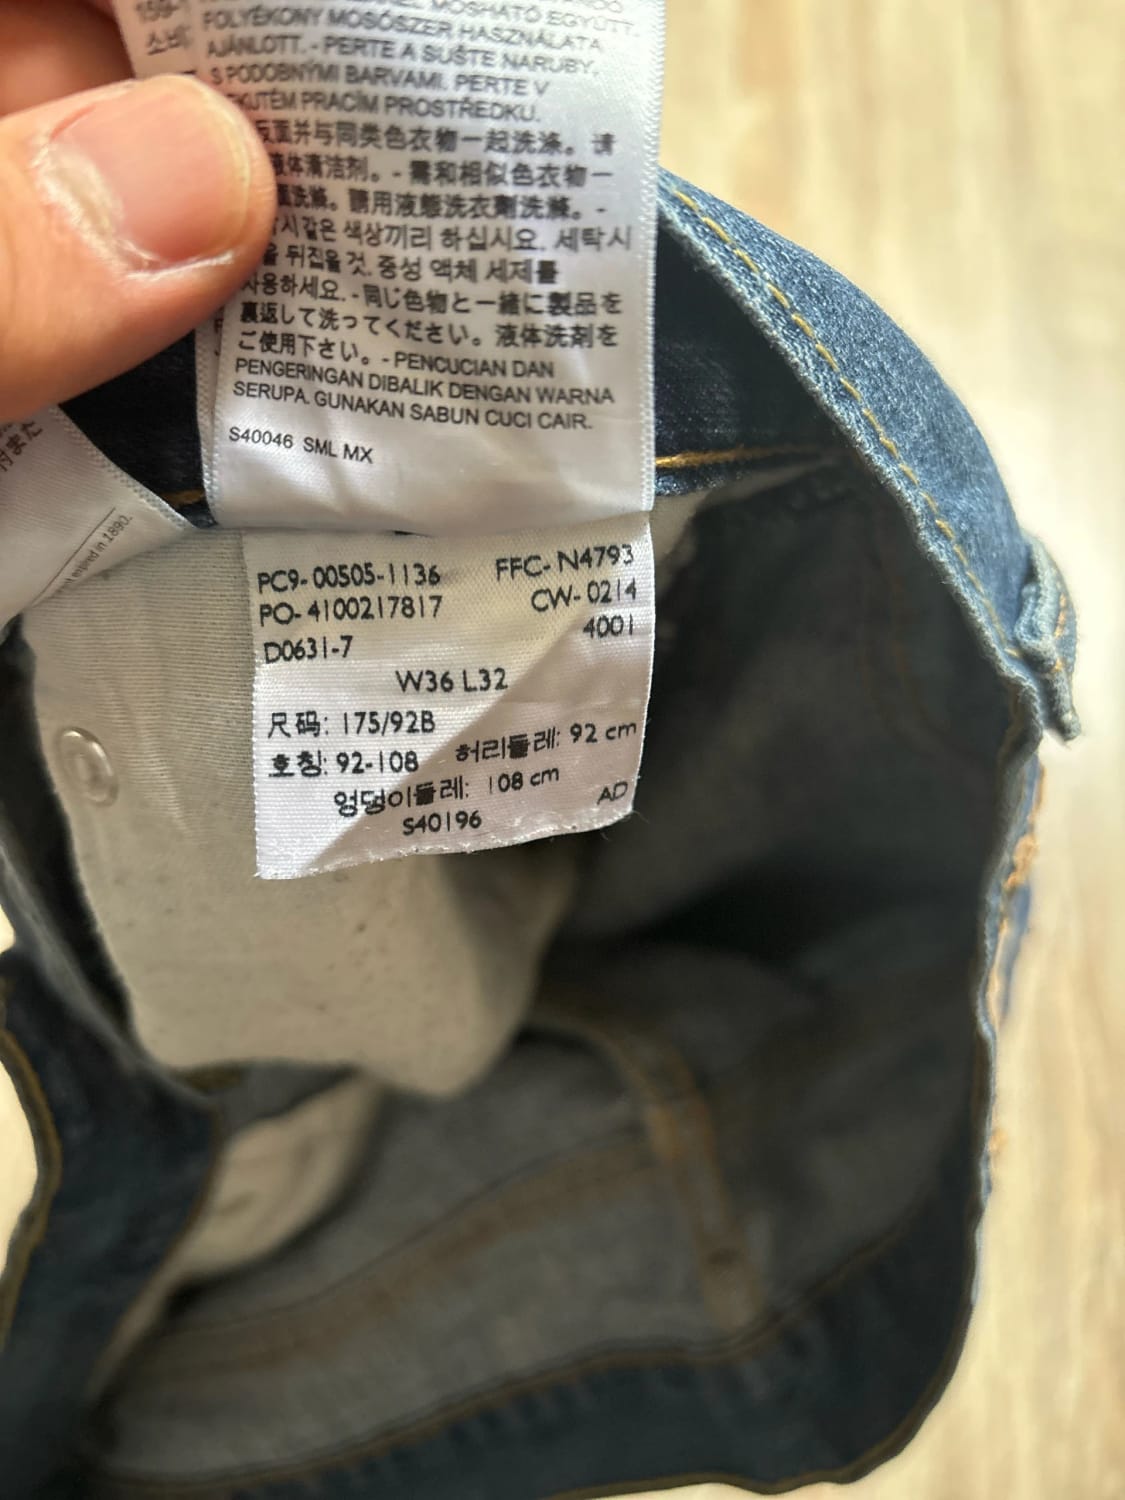 MOSHATÓ EGYÜTT.
FOLYÉKONY MOSÓSZER HASZNÁLATA
AJÁNLOTT. - PERTE A SUŠTE NARUBY,
S PODOBNÝMI BARVAMI. PERTE V
KUTÉM PRACÍM PROSTŘEDKU.
面并与同类色衣物一起洗涤。请
液体清洁剂。- 需和相似色衣物一
洗滌。請用液態洗衣劑洗滌。-
시 같은 색상끼리 하십시오. 세탁시
을 뒤집을 것. 중성 액체 세제를
사용하세요. - 同じ色物と一緒に製品を
裏返して洗ってください。液体洗剤を
ご使用下さい。- PENCUCIAN DAN
PENGERINGAN DIBALIK DENGAN WARNA
SERUPA. GUNAKAN SABUN CUCI CAIR.
S40046 SML MX
expired in 1890.
PC9-00505-1136 FFC-N4793
PO-4100217817 CW-0214
D0631-7 4001
W36 L32
尺码: 175/92B
호칭: 92-108 허리둘레: 92 cm
엉덩이둘레: 108 cm AD
S40196